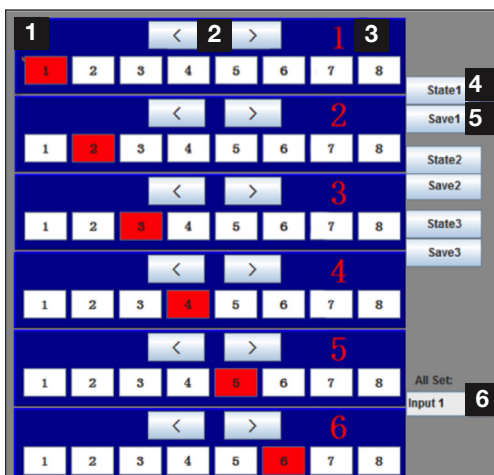 1 < 2 > 1 3
1 2 3 4 5 6 7 8
State1 4
< > 2
Save1 5
1 2 3 4 5 6 7 8
State2
< > 3
Save2
1 2 3 4 5 6 7 8
State3
Save3
< > 4
1 2 3 4 5 6 7 8
< > 5
1 2 3 4 5 6 7 8
All Set:
Input 1 6
< > 6
1 2 3 4 5 6 7 8